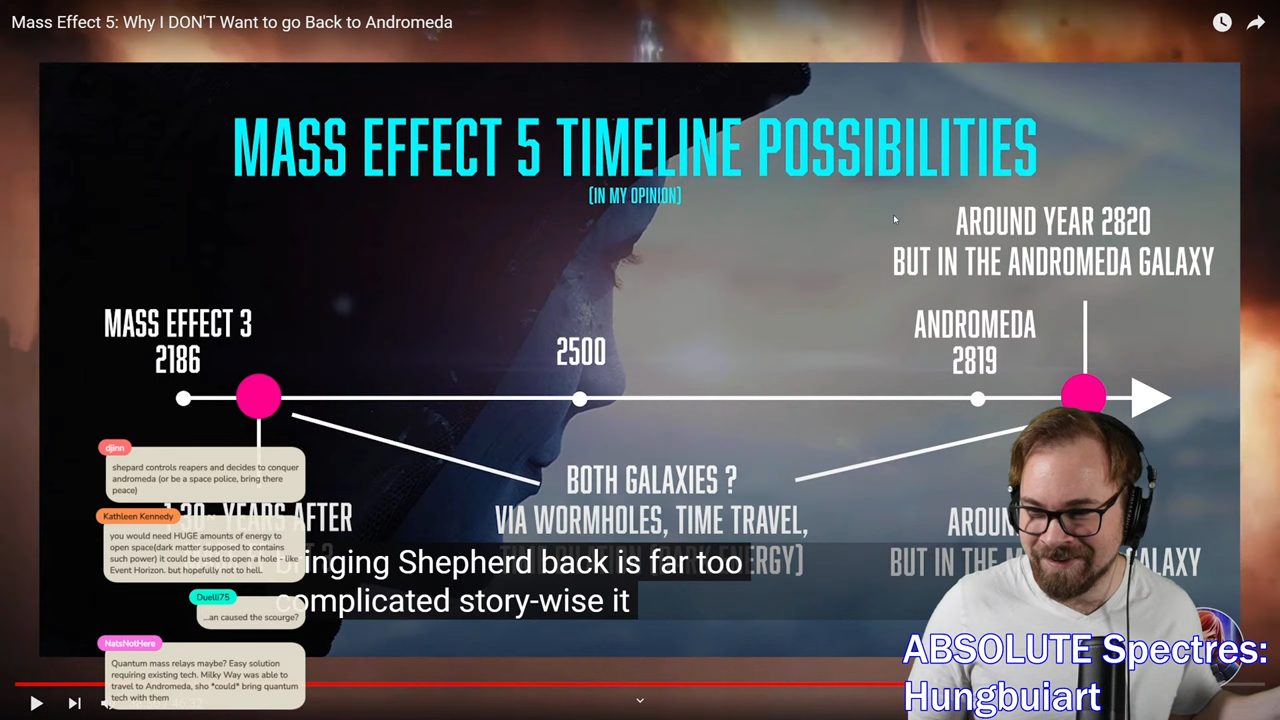 Mass Effect 5: Why I DON'T Want to go Back to Andromeda
MASS EFFECT 5 TIMELINE POSSIBILITIES
(IN MY OPINION)
AROUND YEAR 2820
BUT IN THE ANDROMEDA GALAXY
MASS EFFECT 3
2186
2500
ANDROMEDA
2819
BOTH GALAXIES ?
VIA WORMHOLES, TIME TRAVEL,
ENERGY)
YEARS AFTER
BUT IN THE
GALAXY
djinn
shepard controls reapers and decides to conquer
andromeda (or be a space police, bring there
peace)
Kathleen Kennedy
you would need HUGE amounts of energy to
open space(dark matter supposed to contains
such power) it could be used to open a hole - like
Event Horizon. but hopefully not to hell.
Duelli75
...an caused the scourge?
NatsNotHere
Quantum mass relays maybe? Easy solution
requiring existing tech. Milky Way was able to
travel to Andromeda, sho *could* bring quantum
tech with them
bringing Shepherd back is far too
complicated story-wise it
ABSOLUTE Spectres:
Hungbuiart